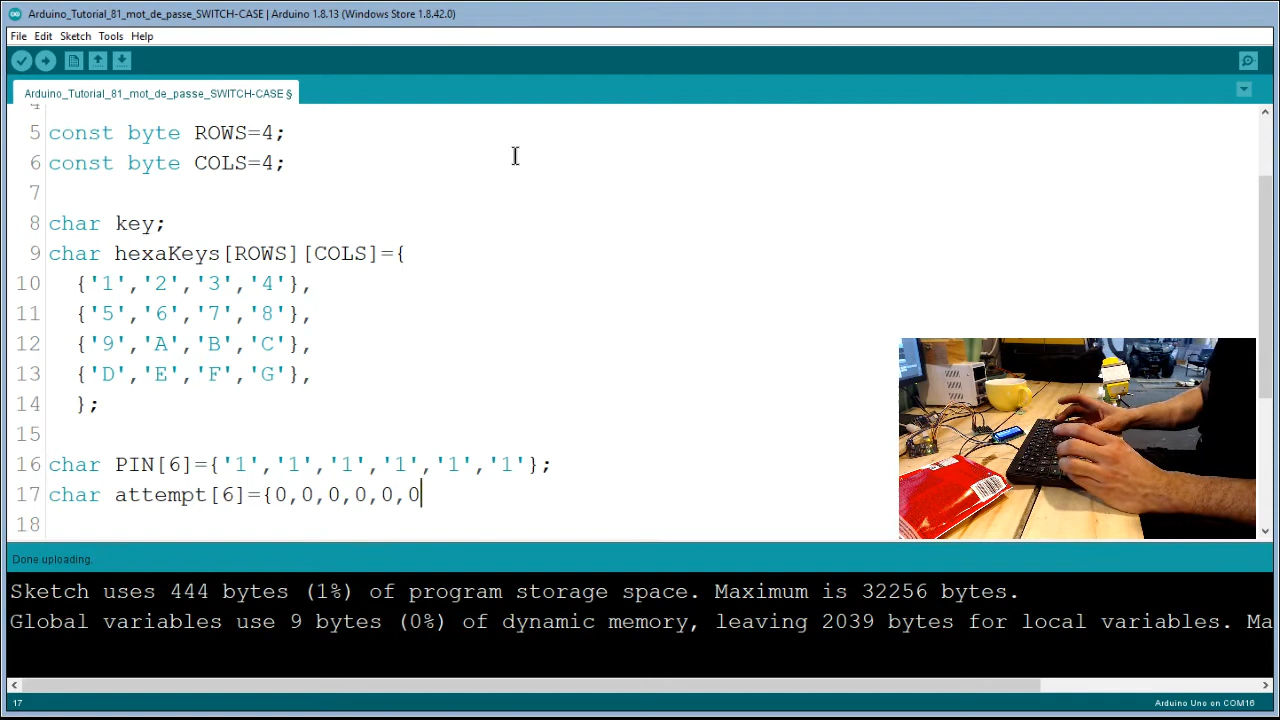 Arduino_Tutorial_81_mot_de_passe_SWITCH-CASE | Arduino 1.8.13 (Windows Store 1.8.42.0)
File Edit Sketch Tools Help
Arduino_Tutorial_81_mot_de_passe_SWITCH-CASE §
4
5 const byte ROWS=4;
6 const byte COLS=4;
7
8 char key;
9 char hexaKeys[ROWS][COLS]={
10 {'1','2','3','4'},
11 {'5','6','7','8'},
12 {'9','A','B','C'},
13 {'D','E','F','G'},
14 };
15
16 char PIN[6]={'1','1','1','1','1','1'};
17 char attempt[6]={0,0,0,0,0,0
18
Done uploading.
Sketch uses 444 bytes (1%) of program storage space. Maximum is 32256 bytes.
Global variables use 9 bytes (0%) of dynamic memory, leaving 2039 bytes for local variables. Ma
17 Arduino Uno on COM16